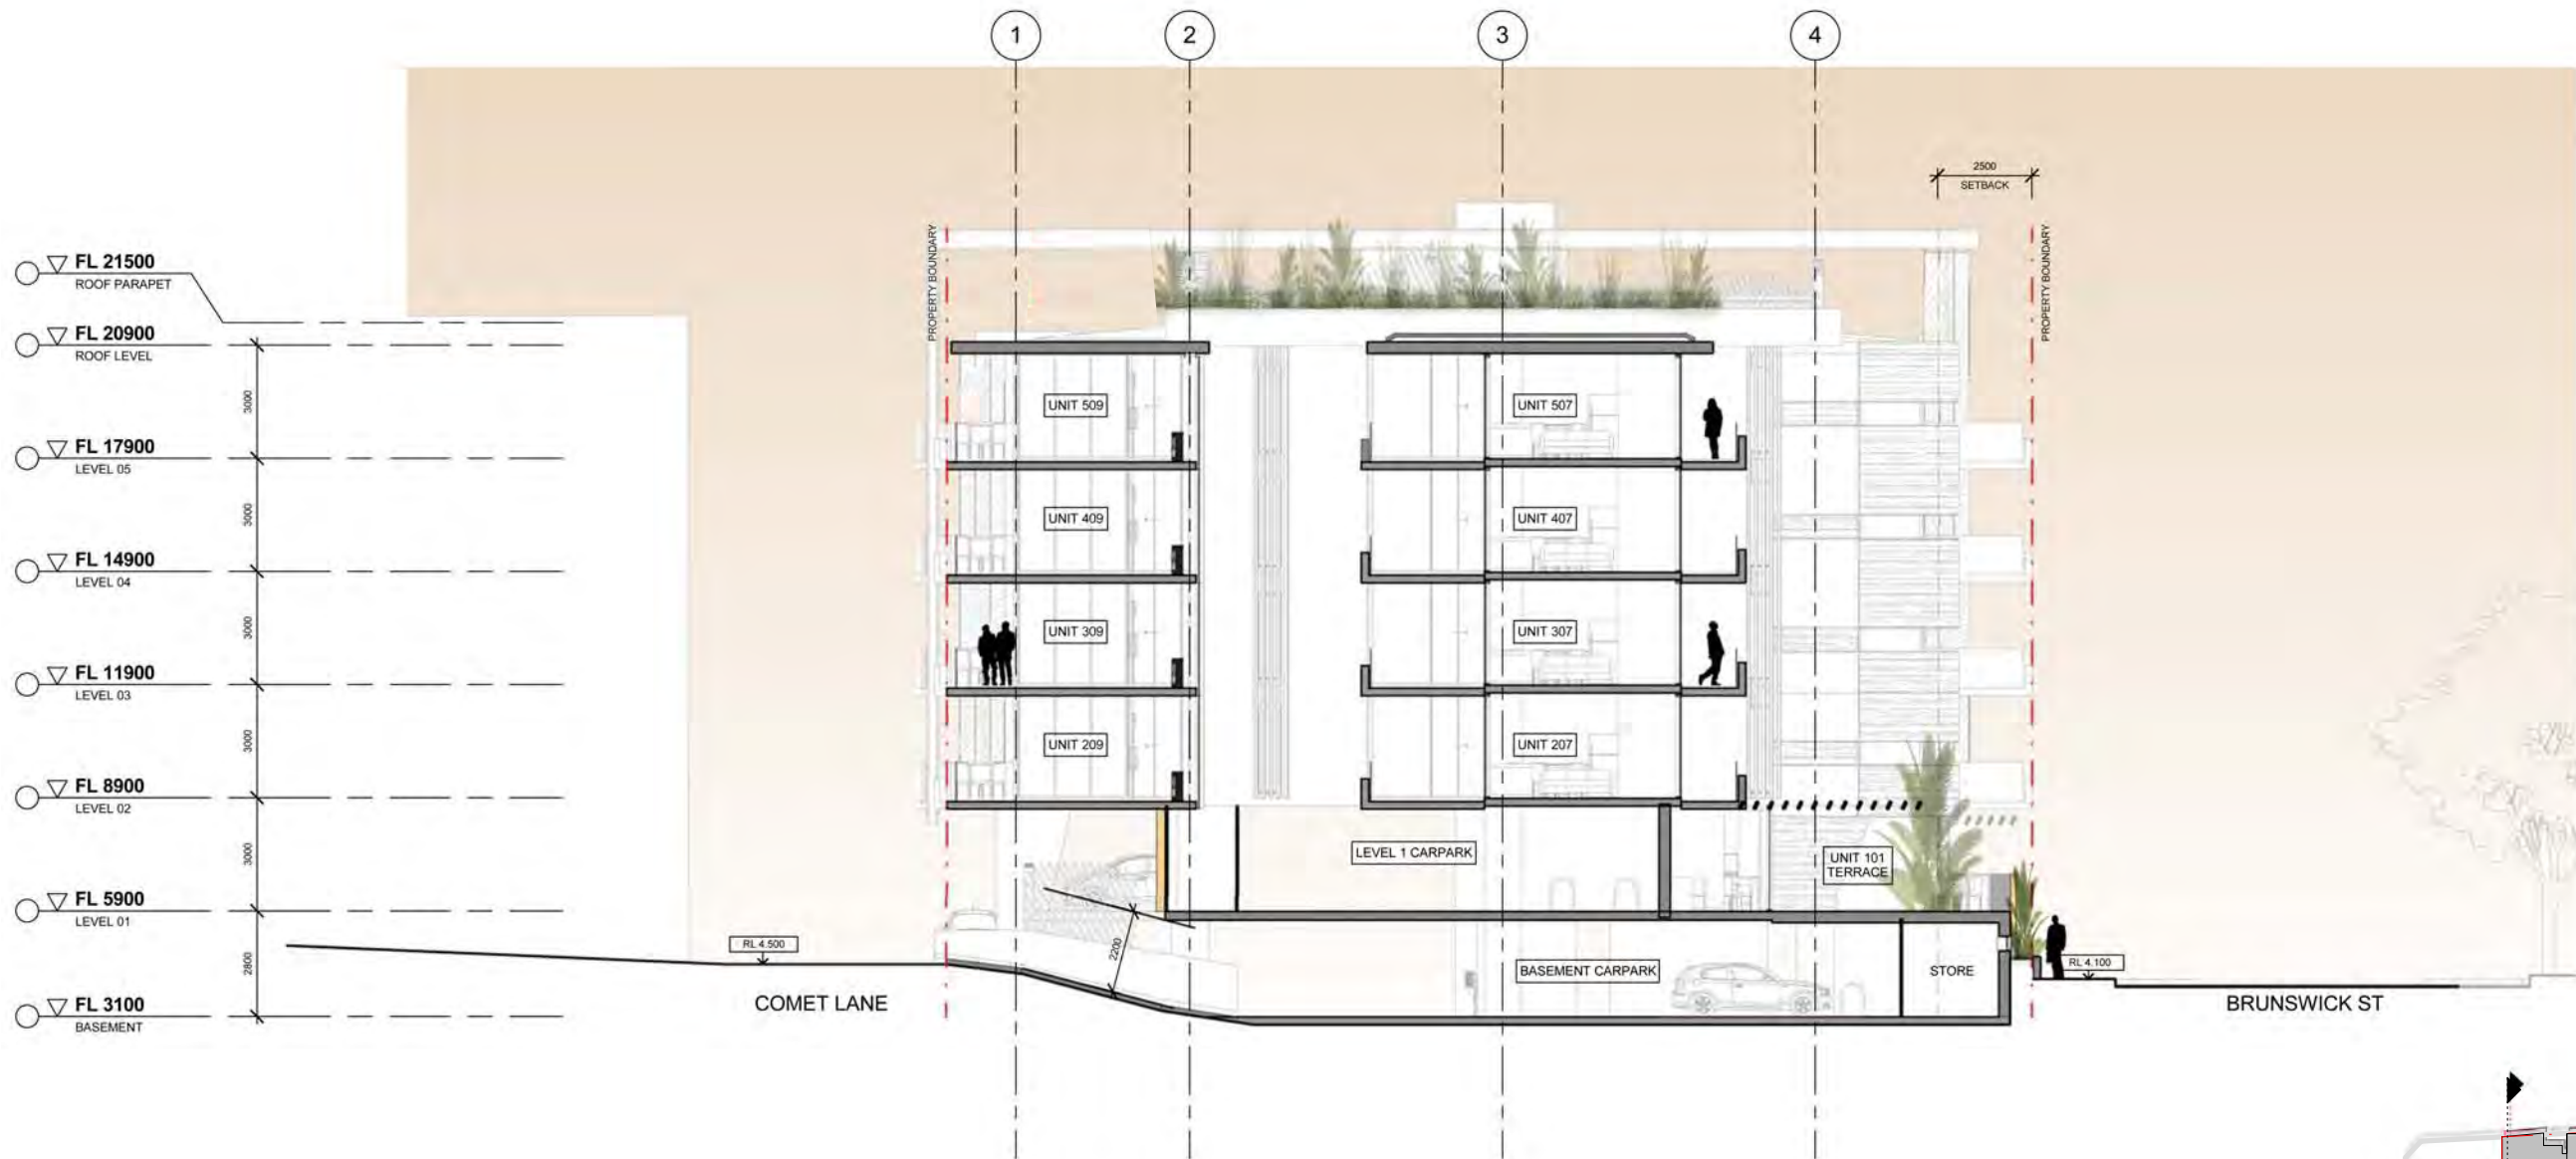 1
2
3
4
2500
SETBACK
PROPERTY BOUNDARY
PROPERTY BOUNDARY
FL 21500
ROOF PARAPET
FL 20900
ROOF LEVEL
3000
UNIT 509
UNIT 507
FL 17900
LEVEL 05
3000
UNIT 409
UNIT 407
FL 14900
LEVEL 04
3000
UNIT 309
UNIT 307
FL 11900
LEVEL 03
3000
UNIT 209
UNIT 207
FL 8900
LEVEL 02
3000
LEVEL 1 CARPARK
UNIT 101
TERRACE
FL 5900
LEVEL 01
2800
RL 4.500
2200
BASEMENT CARPARK
STORE
RL 4.100
FL 3100
BASEMENT
COMET LANE
BRUNSWICK ST